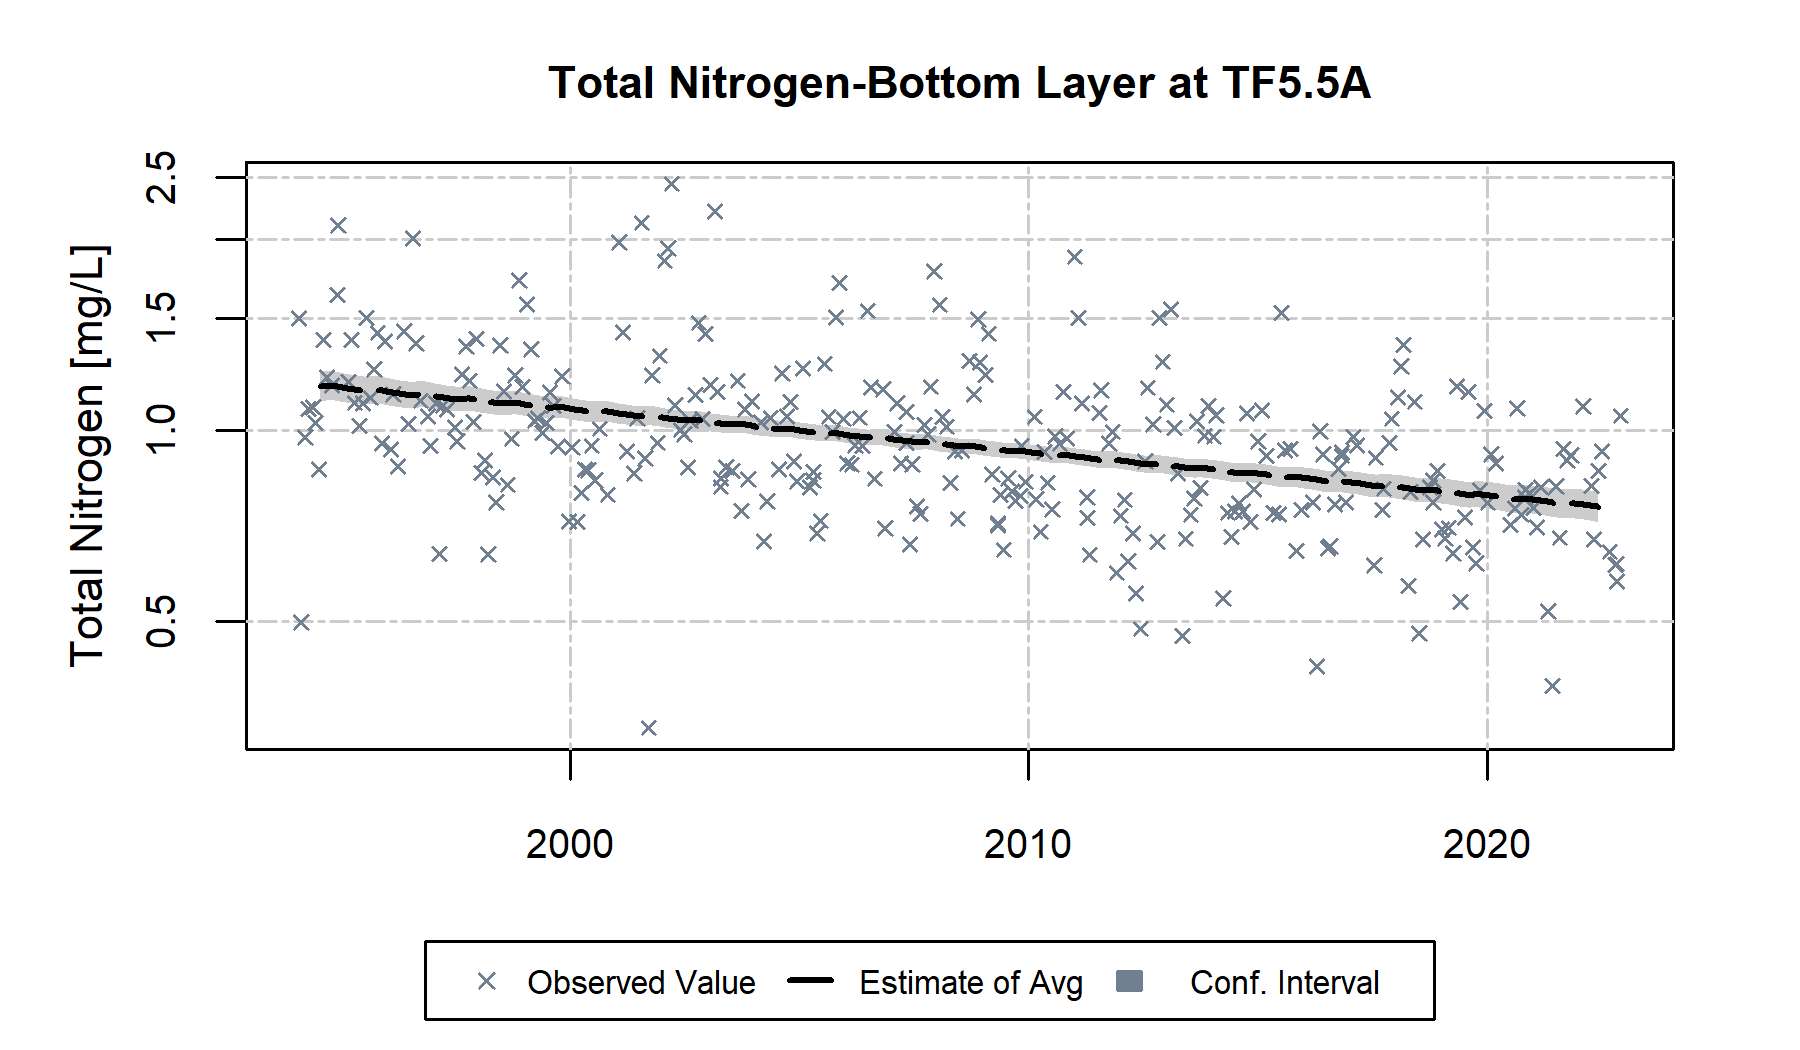 Total Nitrogen-Bottom Layer at TF5.5A
Total Nitrogen [mg/L]
2.5
1.5
1.0
0.5
2000 2010 2020
Observed Value Estimate of Avg Conf. Interval